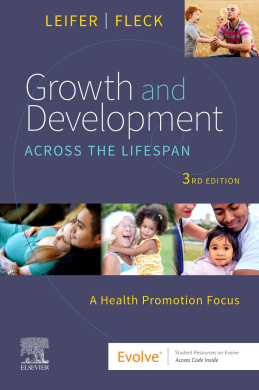 LEIFER | FLECK
Growth and
Development
ACROSS THE LIFESPAN
3RD EDITION
A Health Promotion Focus
ELSEVIER
Evolve
Student Resources on Evolve
Access Code Inside